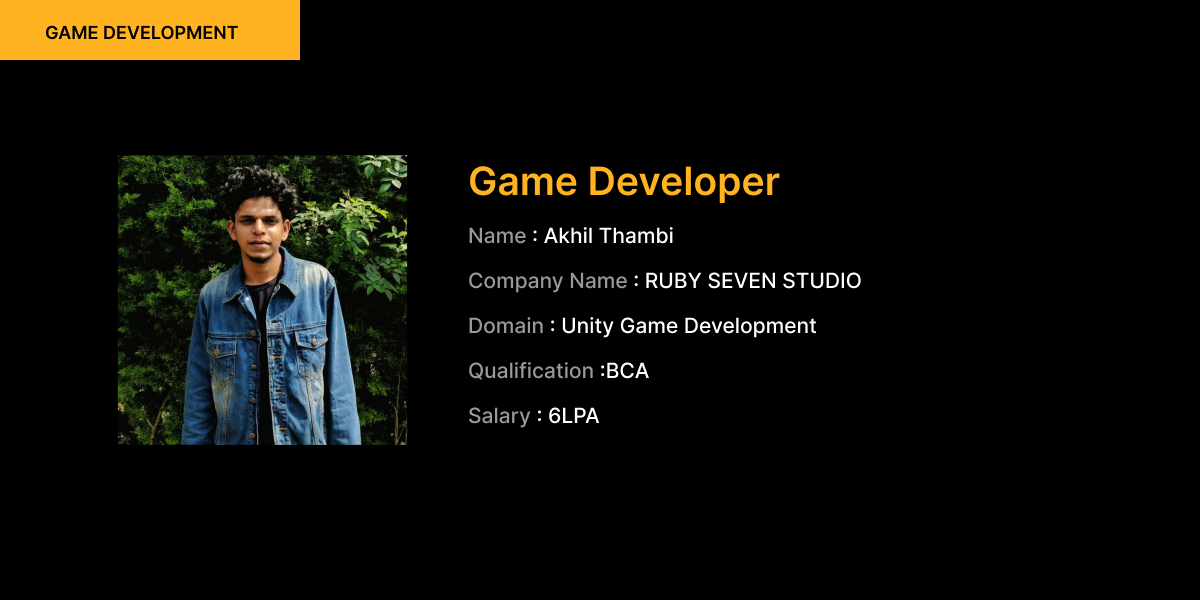 GAME DEVELOPMENT
Game Developer
Name : Akhil Thambi
Company Name : RUBY SEVEN STUDIO
Domain : Unity Game Development
Qualification :BCA
Salary : 6LPA